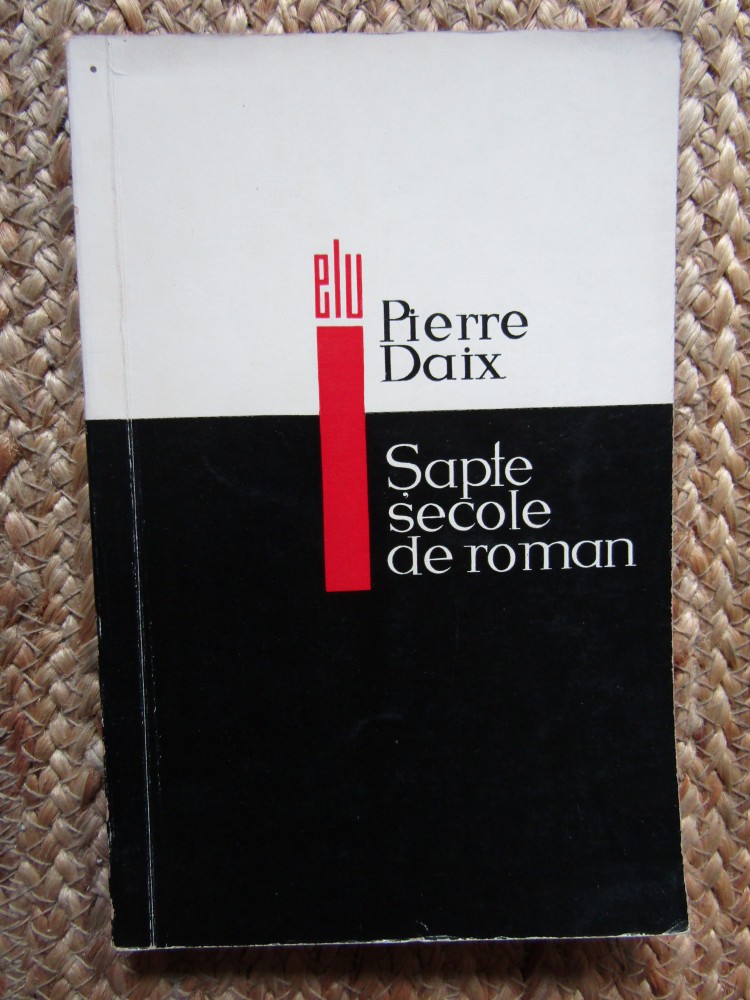 elu
Pierre
Daix
Șapte
secole
de roman